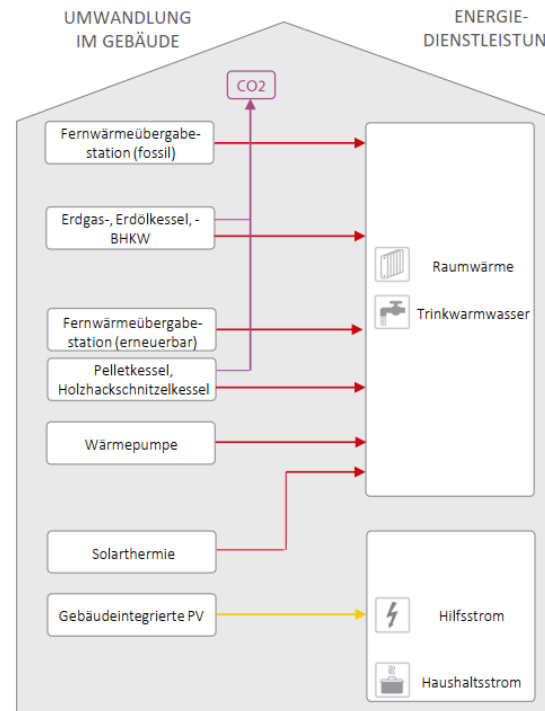 UMWANDLUNG
IM GEBÄUDE
ENERGIE-
DIENSTLEISTUN
CO2
Fernwärmeübergabe-
station (fossil)
Erdgas-, Erdölkessel, -
BHKW
Fernwärmeübergabe-
station (erneuerbar)
Pelletkessel,
Holzhackschnitzelkessel
Wärmepumpe
Solarthermie
Gebäudeintegrierte PV
Raumwärme
Trinkwarmwasser
Hilfsstrom
Haushaltsstrom